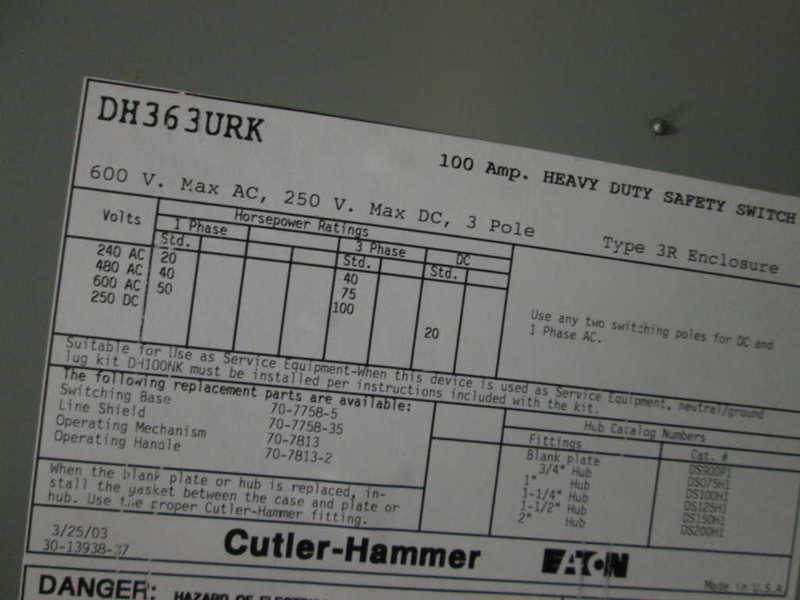 DH363URK
100 Amp. HEAVY DUTY SAFETY SWITCH
600 V. Max AC, 250 V. Max DC, 3 Pole
Type 3R Enclosure
Volts
Horsepower Ratings
1 Phase 3 Phase DC
Std. Std. Std.
240 AC 20 40
480 AC 40 75
600 AC 50 100
250 DC 20
Use any two switching poles for DC and
1 Phase AC.
Suitable for Use as Service Equipment-When this device is used as Service Equipment, neutral/ground
lug kit DH100NK must be installed per instructions included with the kit.
The following replacement parts are available:
Switching Base 70-7758-5
Line Shield 70-7758-35
Operating Mechanism 70-7813
Operating Handle 70-7813-2
Hub Catalog Numbers
Fittings Cat. #
Blank plate DS900P1
3/4" Hub DS075H1
1" Hub DS100H1
1-1/4" Hub DS125H1
1-1/2" Hub DS150H1
2" Hub DS200H1
When the blank plate or hub is replaced, in-
stall the gasket between the case and plate or
hub. Use the proper Cutler-Hammer fitting.
3/25/03
30-13938-37
Cutler-Hammer
EATON
Made in U.S.A
DANGER:
HAZARD OF